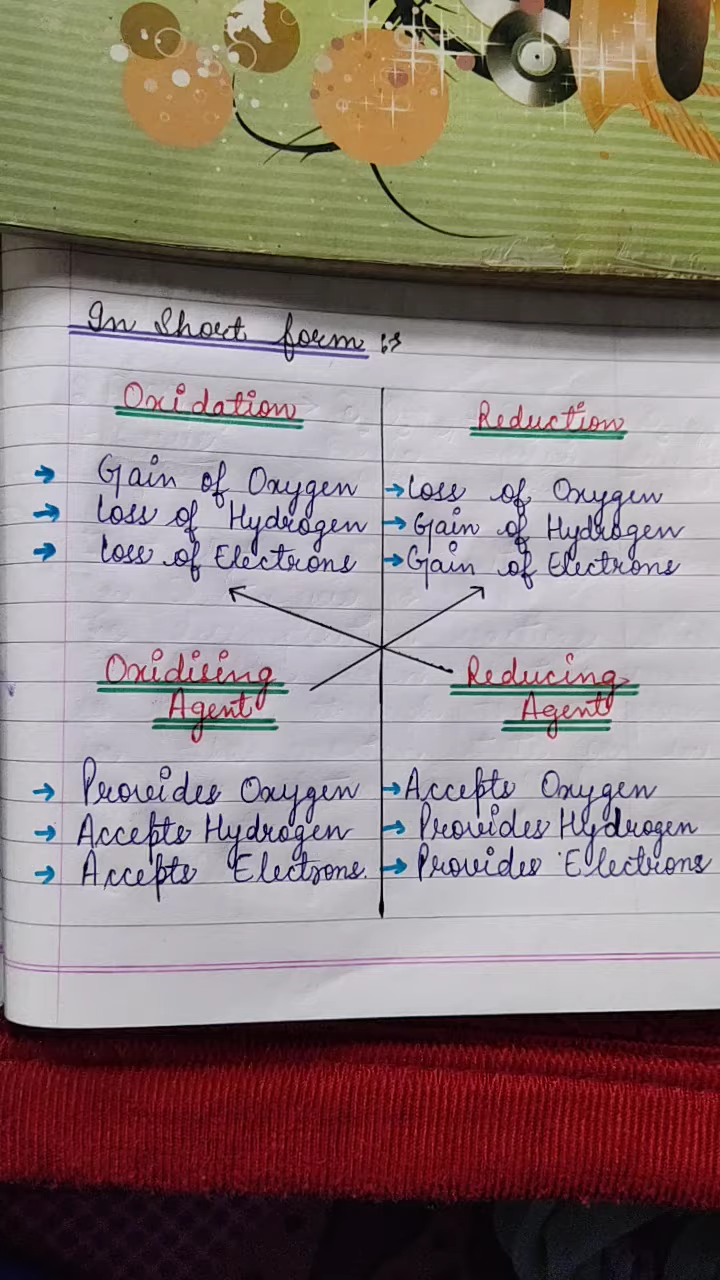 In Short form :
Oxidation
→ Gain of Oxygen
→ Loss of Hydrogen
→ Loss of Electrons
Reduction
→ Loss of Oxygen
→ Gain of Hydrogen
→ Gain of Electrons
Oxidising
Agent
→ Provides Oxygen
→ Accepts Hydrogen
→ Accepts Electrons.
Reducing
Agent
→ Accepts Oxygen
→ Provides Hydrogen
→ Provides Electrons